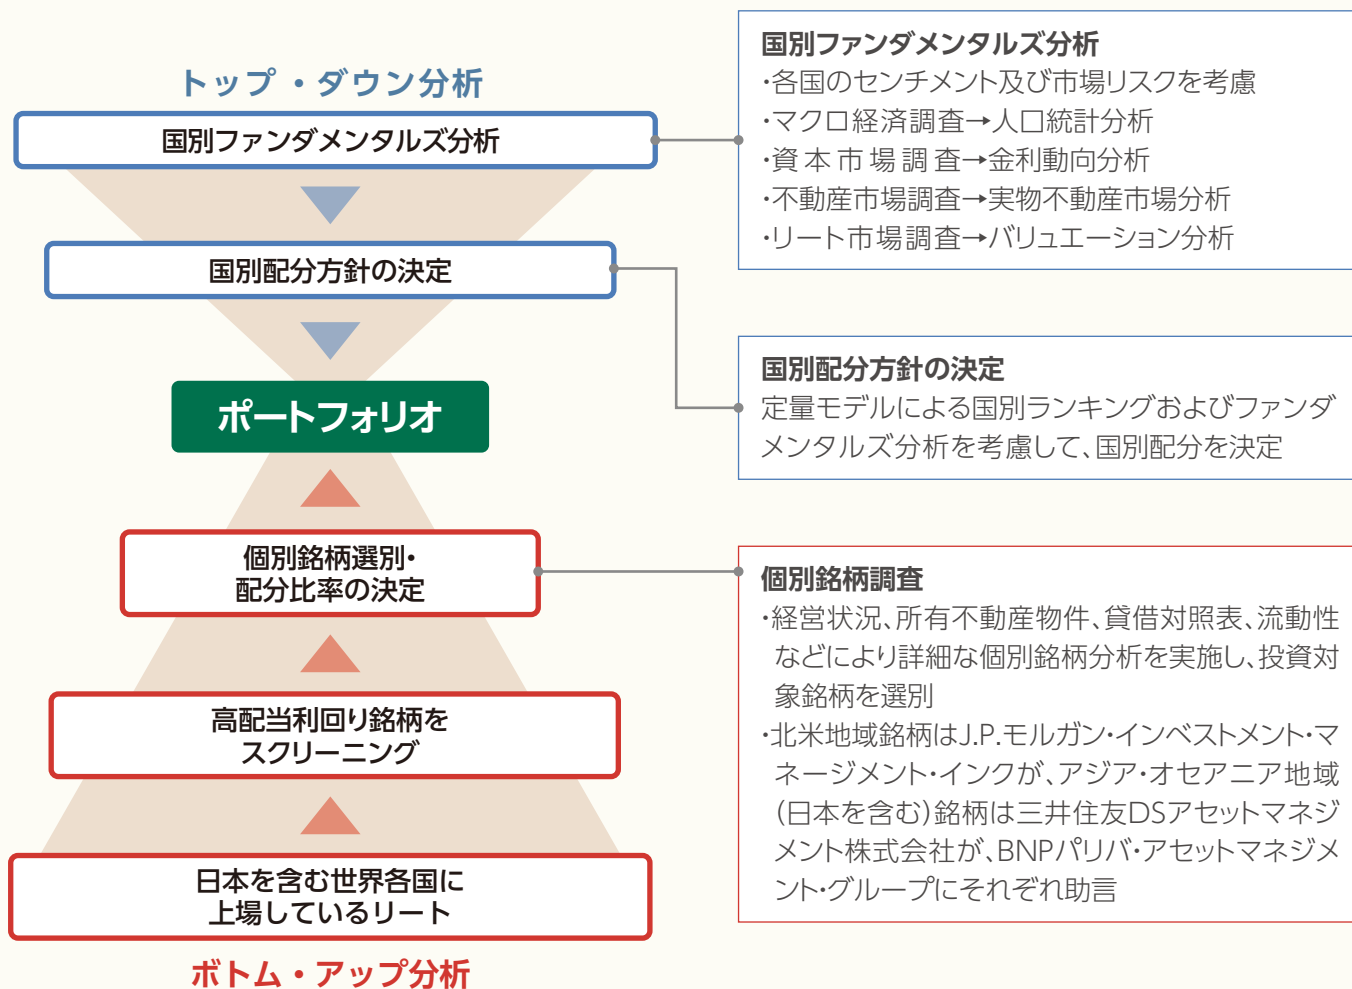 トップ・ダウン分析
国別ファンダメンタルズ分析
国別配分方針の決定
ポートフォリオ
個別銘柄選別・
配分比率の決定
高配当利回り銘柄を
スクリーニング
日本を含む世界各国に
上場しているリート
ボトム・アップ分析
国別ファンダメンタルズ分析
・各国のセンチメント及び市場リスクを考慮
・マクロ経済調査→人口統計分析
・資本市場調査→金利動向分析
・不動産市場調査→実物不動産市場分析
・リート市場調査→バリュエーション分析
国別配分方針の決定
定量モデルによる国別ランキングおよびファンダ
メンタルズ分析を考慮して、国別配分を決定
個別銘柄調査
・経営状況、所有不動産物件、貸借対照表、流動性
などにより詳細な個別銘柄分析を実施し、投資対
象銘柄を選別
・北米地域銘柄はJ.P.モルガン・インベストメント・マ
ネージメント・インクが、アジア・オセアニア地域
(日本を含む)銘柄は三井住友DSアセットマネジ
メント株式会社が、BNPパリバ・アセットマネジメ
ント・グループにそれぞれ助言